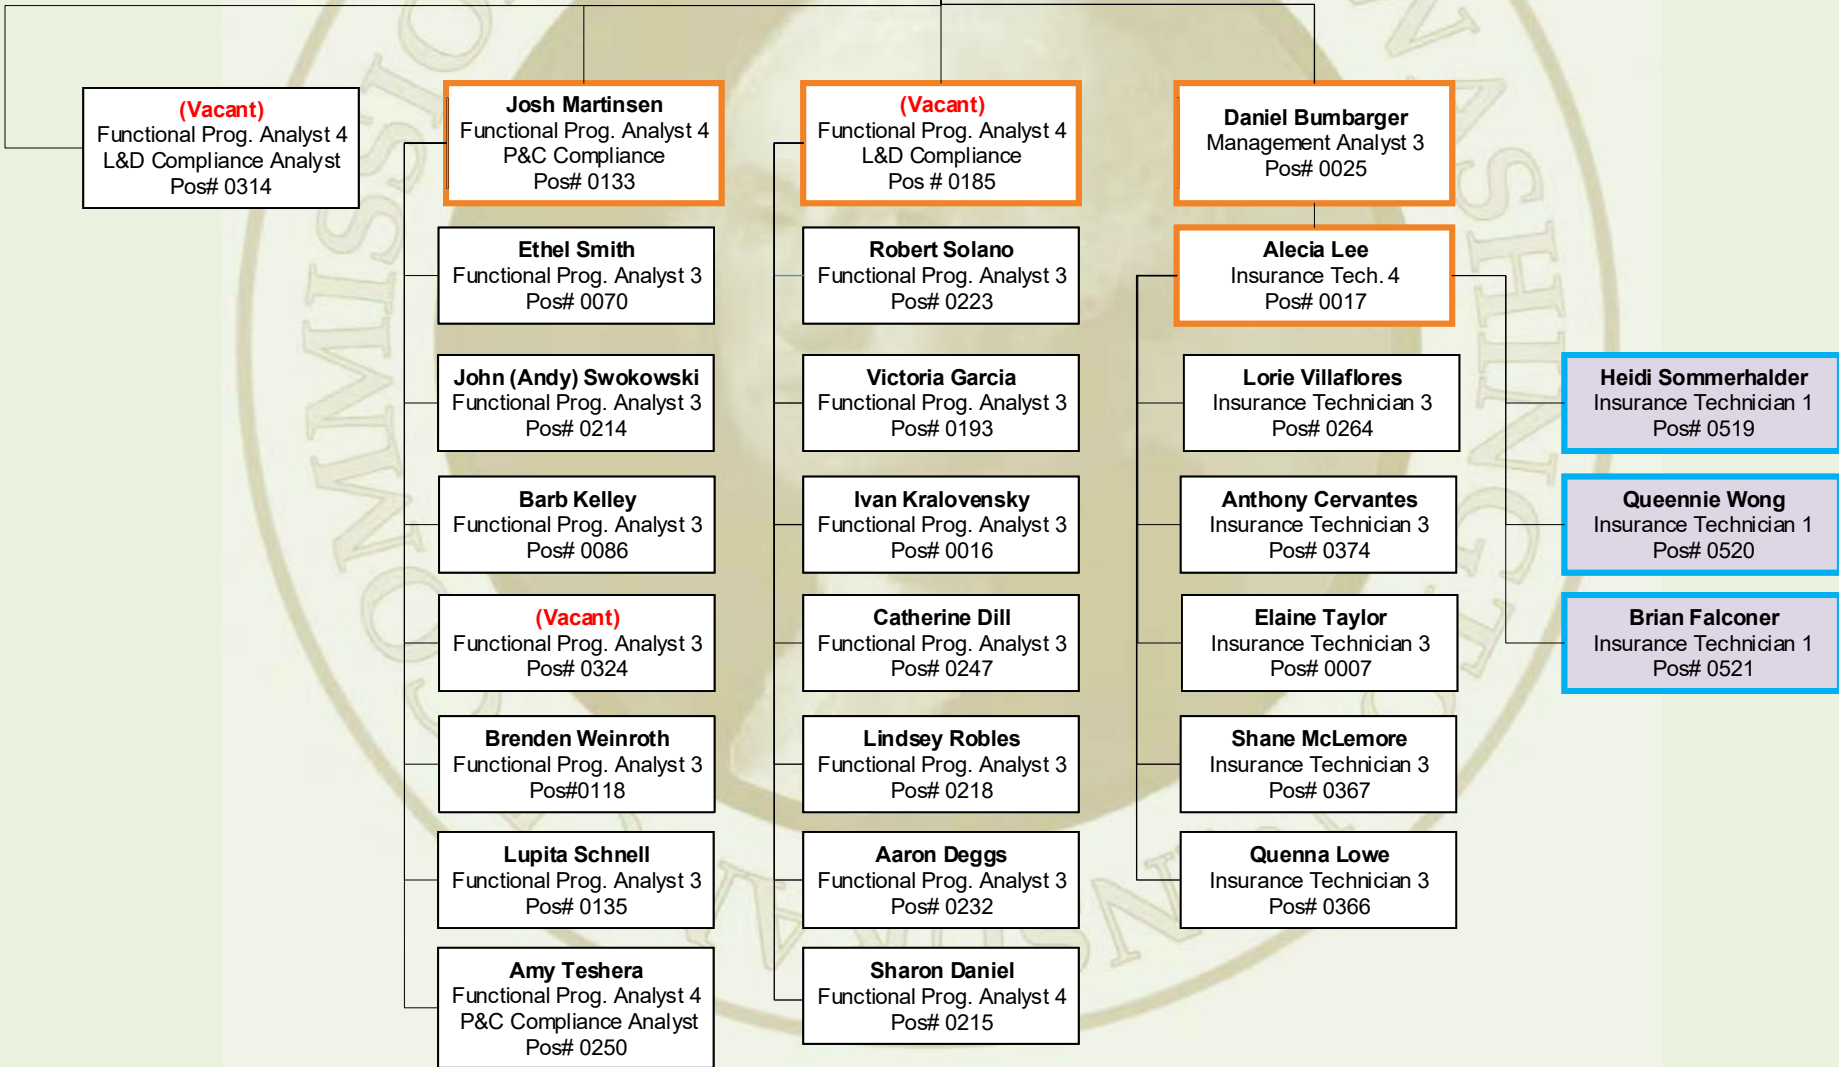 (Vacant)
Functional Prog. Analyst 4
L&D Compliance Analyst
Pos# 0314
Josh Martinsen
Functional Prog. Analyst 4
P&C Compliance
Pos# 0133
Ethel Smith
Functional Prog. Analyst 3
Pos# 0070
John (Andy) Swokowski
Functional Prog. Analyst 3
Pos# 0214
Barb Kelley
Functional Prog. Analyst 3
Pos# 0086
(Vacant)
Functional Prog. Analyst 3
Pos# 0324
Brenden Weinroth
Functional Prog. Analyst 3
Pos#0118
Lupita Schnell
Functional Prog. Analyst 3
Pos# 0135
Amy Teshera
Functional Prog. Analyst 4
P&C Compliance Analyst
Pos# 0250
(Vacant)
Functional Prog. Analyst 4
L&D Compliance
Pos # 0185
Robert Solano
Functional Prog. Analyst 3
Pos# 0223
Victoria Garcia
Functional Prog. Analyst 3
Pos# 0193
Ivan Kralovensky
Functional Prog. Analyst 3
Pos# 0016
Catherine Dill
Functional Prog. Analyst 3
Pos# 0247
Lindsey Robles
Functional Prog. Analyst 3
Pos# 0218
Aaron Deggs
Functional Prog. Analyst 3
Pos# 0232
Sharon Daniel
Functional Prog. Analyst 4
Pos# 0215
Daniel Bumbarger
Management Analyst 3
Pos# 0025
Alecia Lee
Insurance Tech. 4
Pos# 0017
Lorie Villaflores
Insurance Technician 3
Pos# 0264
Anthony Cervantes
Insurance Technician 3
Pos# 0374
Elaine Taylor
Insurance Technician 3
Pos# 0007
Shane McLemore
Insurance Technician 3
Pos# 0367
Quenna Lowe
Insurance Technician 3
Pos# 0366
Heidi Sommerhalder
Insurance Technician 1
Pos# 0519
Queennie Wong
Insurance Technician 1
Pos# 0520
Brian Falconer
Insurance Technician 1
Pos# 0521